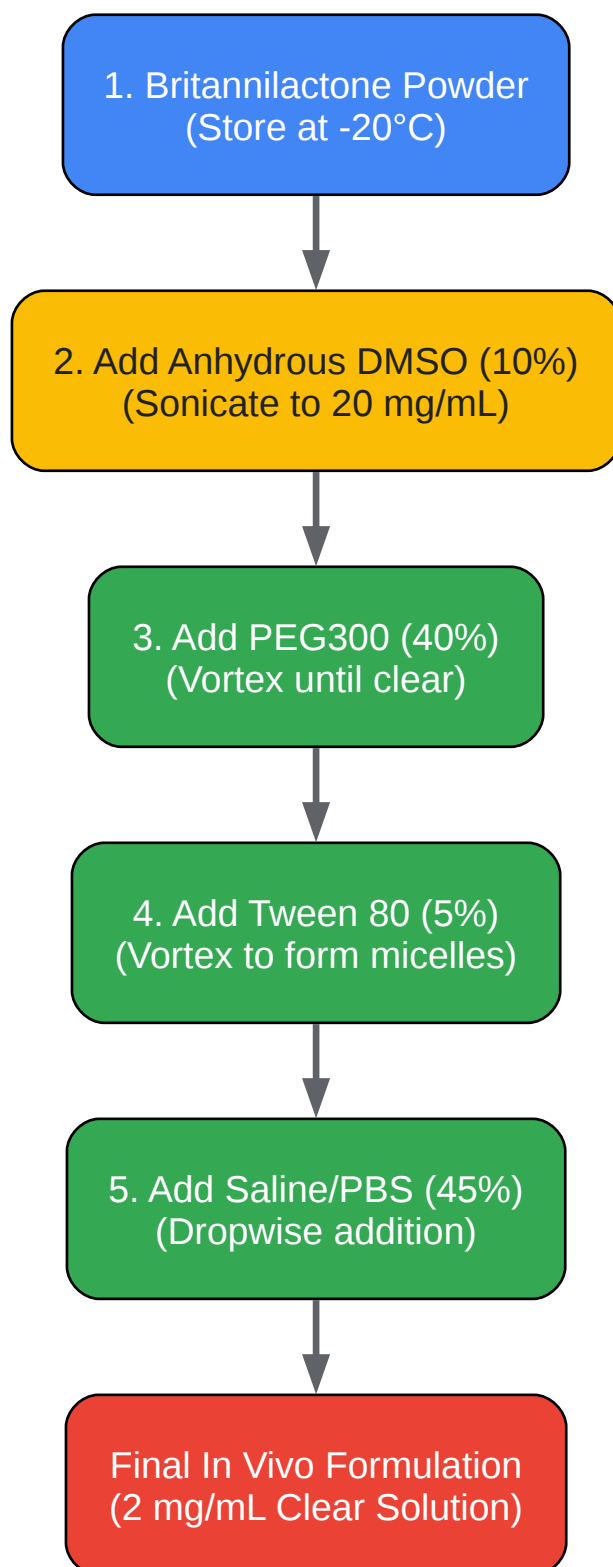 1. Britannilactone Powder
(Store at -20°C)
2. Add Anhydrous DMSO (10%)
(Sonicate to 20 mg/mL)
3. Add PEG300 (40%)
(Vortex until clear)
4. Add Tween 80 (5%)
(Vortex to form micelles)
5. Add Saline/PBS (45%)
(Dropwise addition)
Final In Vivo Formulation
(2 mg/mL Clear Solution)